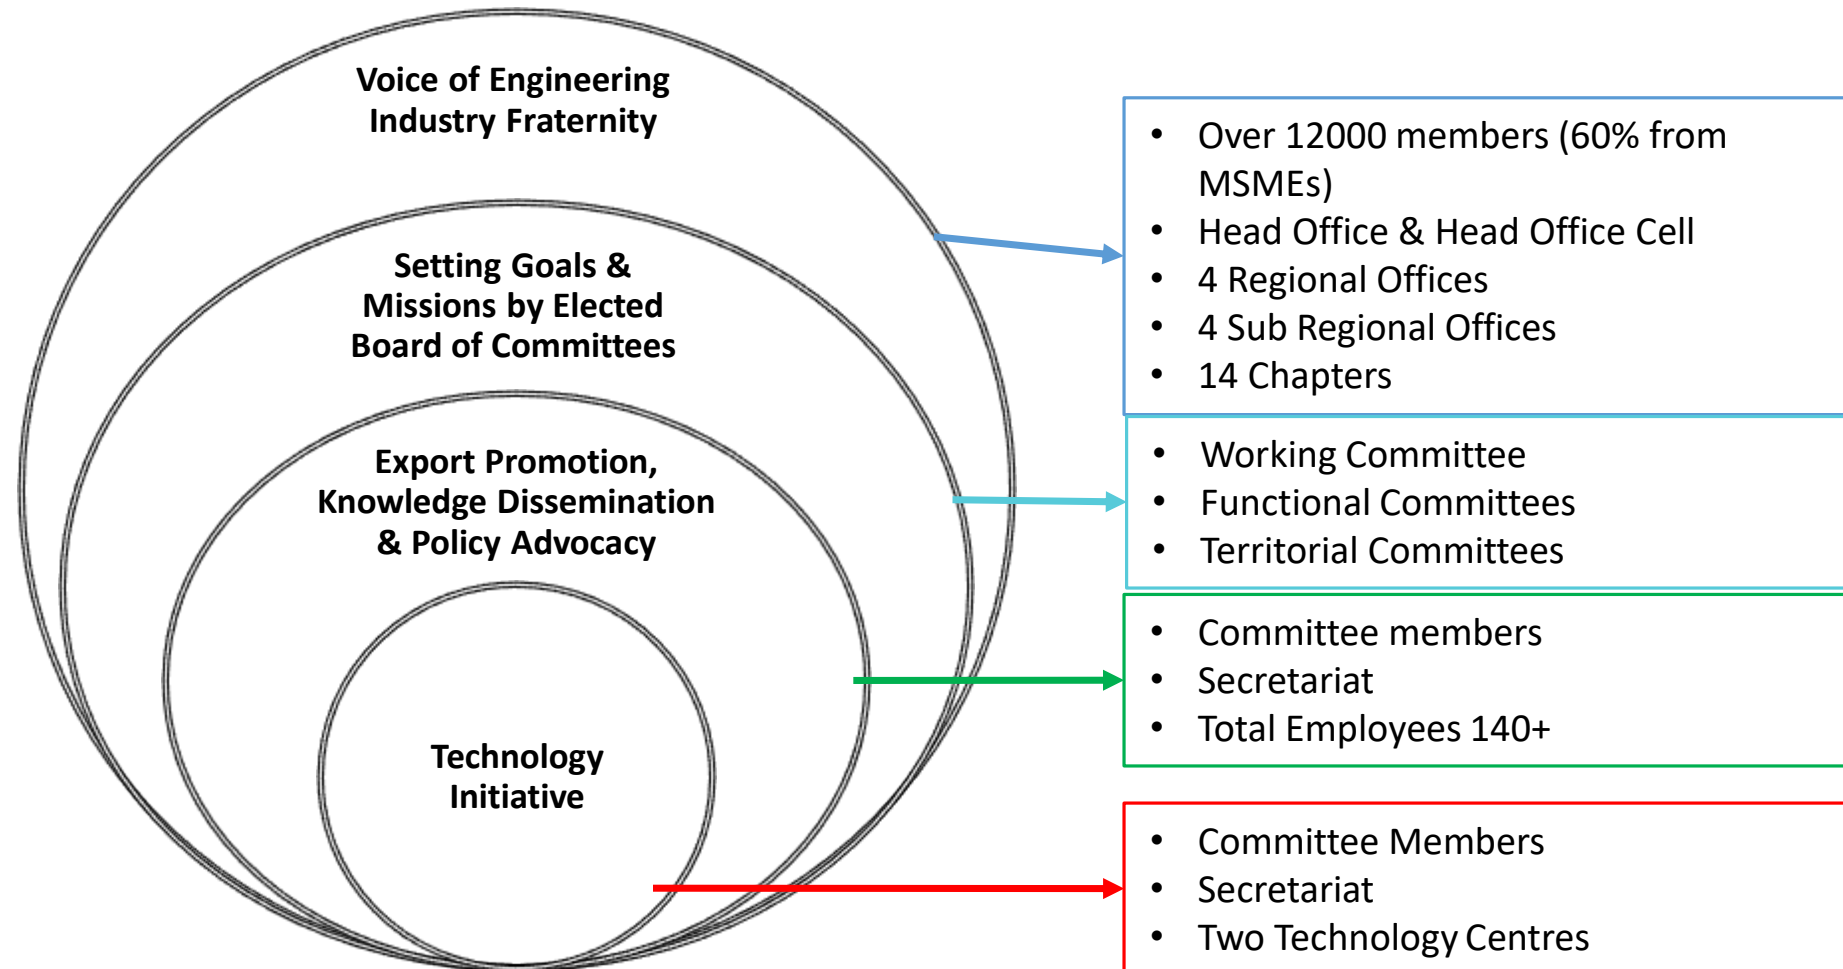 Voice of Engineering
Industry Fraternity
Setting Goals &
Missions by Elected
Board of Committees
Export Promotion,
Knowledge Dissemination
& Policy Advocacy
Technology
Initiative
• Over 12000 members (60% from
MSMEs)
• Head Office & Head Office Cell
• 4 Regional Offices
• 4 Sub Regional Offices
• 14 Chapters
• Working Committee
• Functional Committees
• Territorial Committees
• Committee members
• Secretariat
• Total Employees 140+
• Committee Members
• Secretariat
• Two Technology Centres